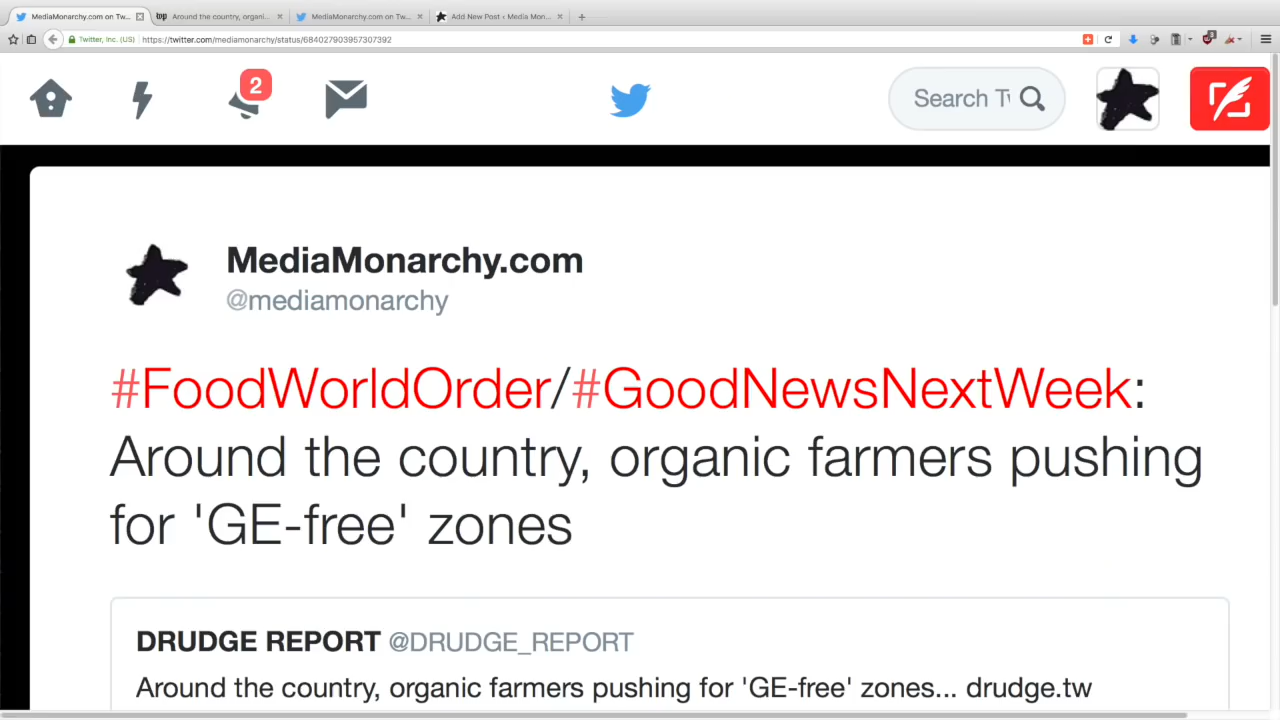 MediaMonarchy.com on Tw...
Around the country, organi...
MediaMonarchy.com on Tw...
Add New Post ‹ Media Mon...
Twitter, Inc. (US)
https://twitter.com/mediamonarchy/status/684027903957307392
2
MediaMonarchy.com
@mediamonarchy
#FoodWorldOrder/#GoodNewsNextWeek:
Around the country, organic farmers pushing
for 'GE-free' zones
DRUDGE REPORT @DRUDGE_REPORT
Around the country, organic farmers pushing for 'GE-free' zones... drudge.tw